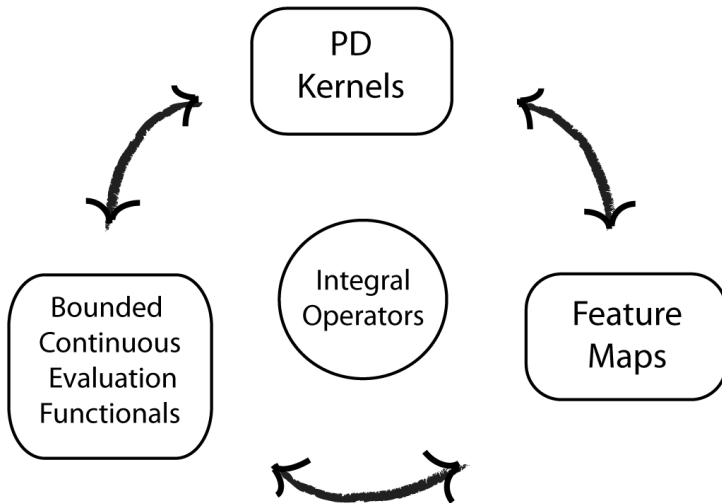 PD
Kernels
Integral
Operators
Bounded
Continuous
Evaluation
Functionals
Feature
Maps